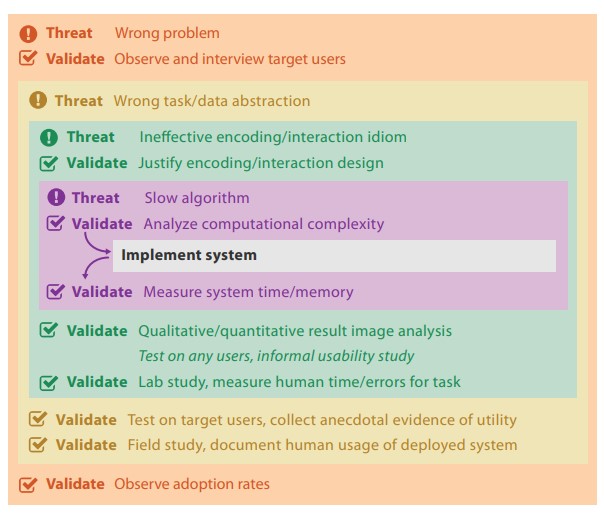 Threat Wrong problem
Validate Observe and interview target users
Threat Wrong task/data abstraction
Threat Ineffective encoding/interaction idiom
Validate Justify encoding/interaction design
Threat Slow algorithm
Validate Analyze computational complexity
Implement system
Validate Measure system time/memory
Validate Qualitative/quantitative result image analysis
Test on any users, informal usability study
Validate Lab study, measure human time/errors for task
Validate Test on target users, collect anecdotal evidence of utility
Validate Field study, document human usage of deployed system
Validate Observe adoption rates